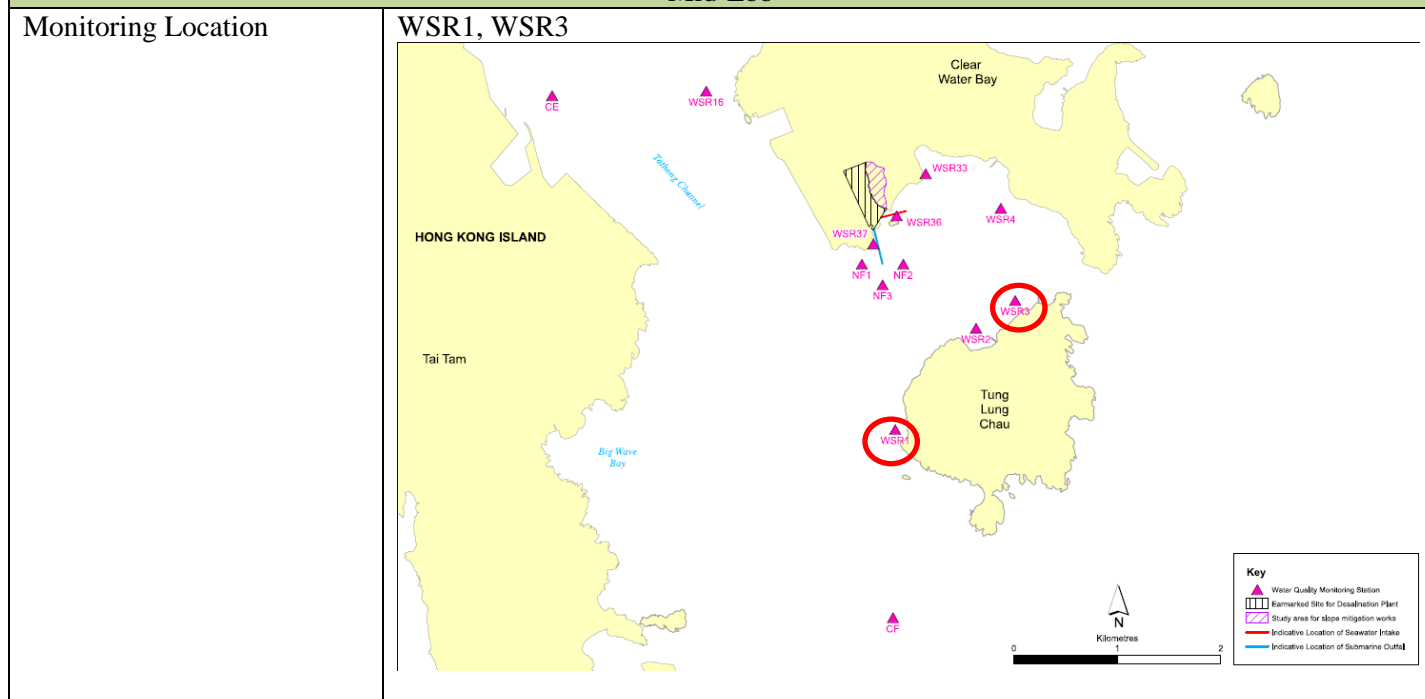 Monitoring Location
WSR1, WSR3
Clear
Water Bay
CE
WSR16
Tathong Channel
WSR33
WSR36
WSR4
HONG KONG ISLAND
WSR37
NF1
NF2
NF3
WSR3
WSR2
Tai Tam
Tung
Lung
Chau
WSR1
Big Wave
Bay
CF
N
Kilometres
0 1 2
Key
Water Quality Monitoring Station
Earmarked Site for Desalination Plant
Study area for slope mitigation works
Indicative Location of Seawater Intake
Indicative Location of Submarine Outfall